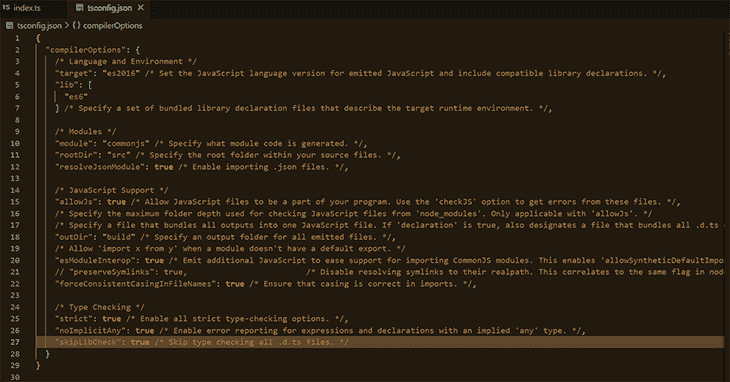 TS index.ts tsconfig.json X
tsconfig.json > {} compilerOptions
1 {
2 "compilerOptions": {
3 /* Language and Environment */
4 "target": "es2016" /* Set the JavaScript language version for emitted JavaScript and include compatible library declarations. */,
5 "lib": [
6 "es6"
7 ] /* Specify a set of bundled library declaration files that describe the target runtime environment. */,
8
9 /* Modules */
10 "module": "commonjs" /* Specify what module code is generated. */,
11 "rootDir": "src" /* Specify the root folder within your source files. */,
12 "resolveJsonModule": true /* Enable importing .json files. */,
13
14 /* JavaScript Support */
15 "allowJs": true /* Allow JavaScript files to be a part of your program. Use the 'checkJS' option to get errors from these files. */,
16 /* Specify the maximum folder depth used for checking JavaScript files from 'node_modules'. Only applicable with 'allowJs'. */
17 /* Specify a file that bundles all outputs into one JavaScript file. If 'declaration' is true, also designates a file that bundles all .d.ts
18 "outDir": "build" /* Specify an output folder for all emitted files. */,
19 /* Allow 'import x from y' when a module doesn't have a default export. */
20 "esModuleInterop": true /* Emit additional JavaScript to ease support for importing CommonJS modules. This enables 'allowSyntheticDefaultImpor
21 // "preserveSymlinks": true, /* Disable resolving symlinks to their realpath. This correlates to the same flag in node
22 "forceConsistentCasingInFileNames": true /* Ensure that casing is correct in imports. */,
23
24 /* Type Checking */
25 "strict": true /* Enable all strict type-checking options. */,
26 "noImplicitAny": true /* Enable error reporting for expressions and declarations with an implied 'any' type. */,
27 "skipLibCheck": true /* Skip type checking all .d.ts files. */
28 }
29 }
30